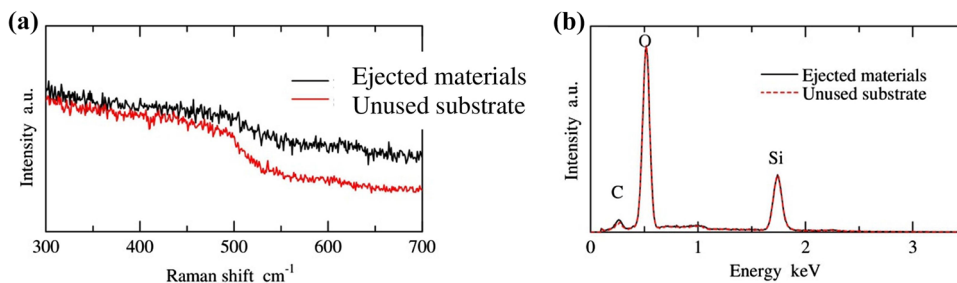 (a)
Intensity a.u.
Ejected materials
Unused substrate
300 400 500 600 700
Raman shift cm-1
(b)
Intensity a.u.
O
Ejected materials
Unused substrate
C
Si
0 1 2 3
Energy keV